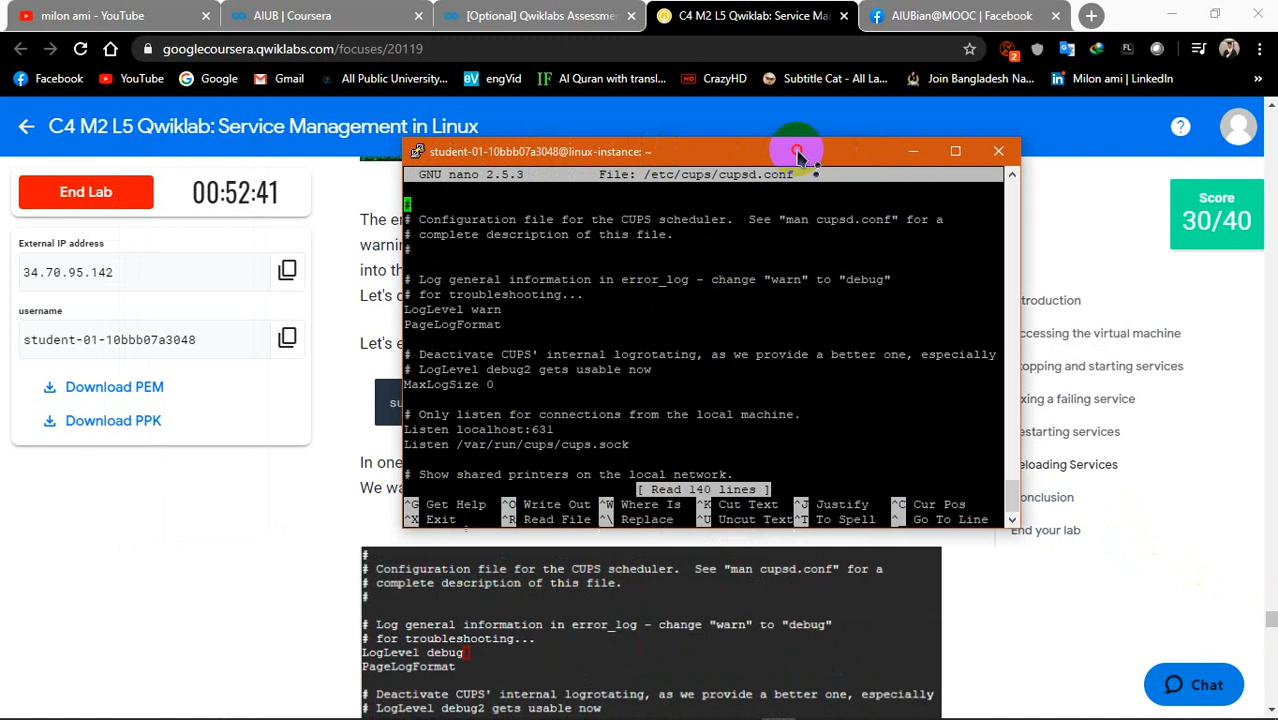 milon ami - YouTube
AIUB | Coursera
[Optional] Qwiklabs Assessmen
C4 M2 L5 Qwiklab: Service Mar
AIUBian@MOOC | Facebook
googlecoursera.qwiklabs.com/focuses/20119
2
FL
Facebook
YouTube
Google
Gmail
All Public University...
eV engVid
IF Al Quran with transl...
HD CrazyHD
Subtitle Cat - All La...
Join Bangladesh Na...
Milon ami | LinkedIn
C4 M2 L5 Qwiklab: Service Management in Linux
End Lab
00:52:41
External IP address
34.70.95.142
username
student-01-10bbb07a3048
Download PEM
Download PPK
The er
warnin
into th
Let's
Let's e
su
In one
We wa
student-01-10bbb07a3048@linux-instance: ~
GNU nano 2.5.3 File: /etc/cups/cupsd.conf
#
# Configuration file for the CUPS scheduler. See "man cupsd.conf" for a
# complete description of this file.
#
# Log general information in error_log - change "warn" to "debug"
# for troubleshooting...
LogLevel warn
PageLogFormat
# Deactivate CUPS' internal logrotating, as we provide a better one, especially
# LogLevel debug2 gets usable now
MaxLogSize 0
# Only listen for connections from the local machine.
Listen localhost:631
Listen /var/run/cups/cups.sock
# Show shared printers on the local network.
[ Read 140 lines ]
^G Get Help ^O Write Out ^W Where Is ^K Cut Text ^J Justify ^C Cur Pos
^X Exit ^R Read File ^\ Replace ^U Uncut Text ^T To Spell ^_ Go To Line
#
# Configuration file for the CUPS scheduler. See "man cupsd.conf" for a
# complete description of this file.
#
# Log general information in error_log - change "warn" to "debug"
# for troubleshooting...
LogLevel debug
PageLogFormat
# Deactivate CUPS' internal logrotating, as we provide a better one, especially
# LogLevel debug2 gets usable now
Score
30/40
ntroduction
ccessing the virtual machine
topping and starting services
xing a failing service
estarting services
eloading Services
onclusion
nd your lab
Chat